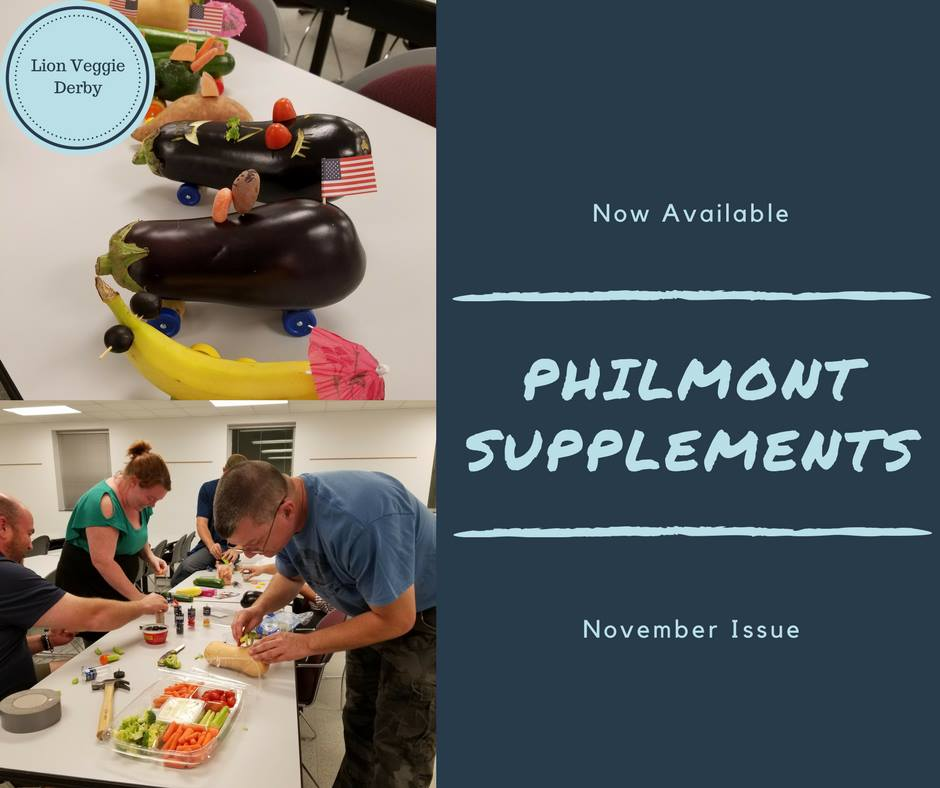 Lion Veggie
Derby
Now Available
PHILMONT
SUPPLEMENTS
November Issue